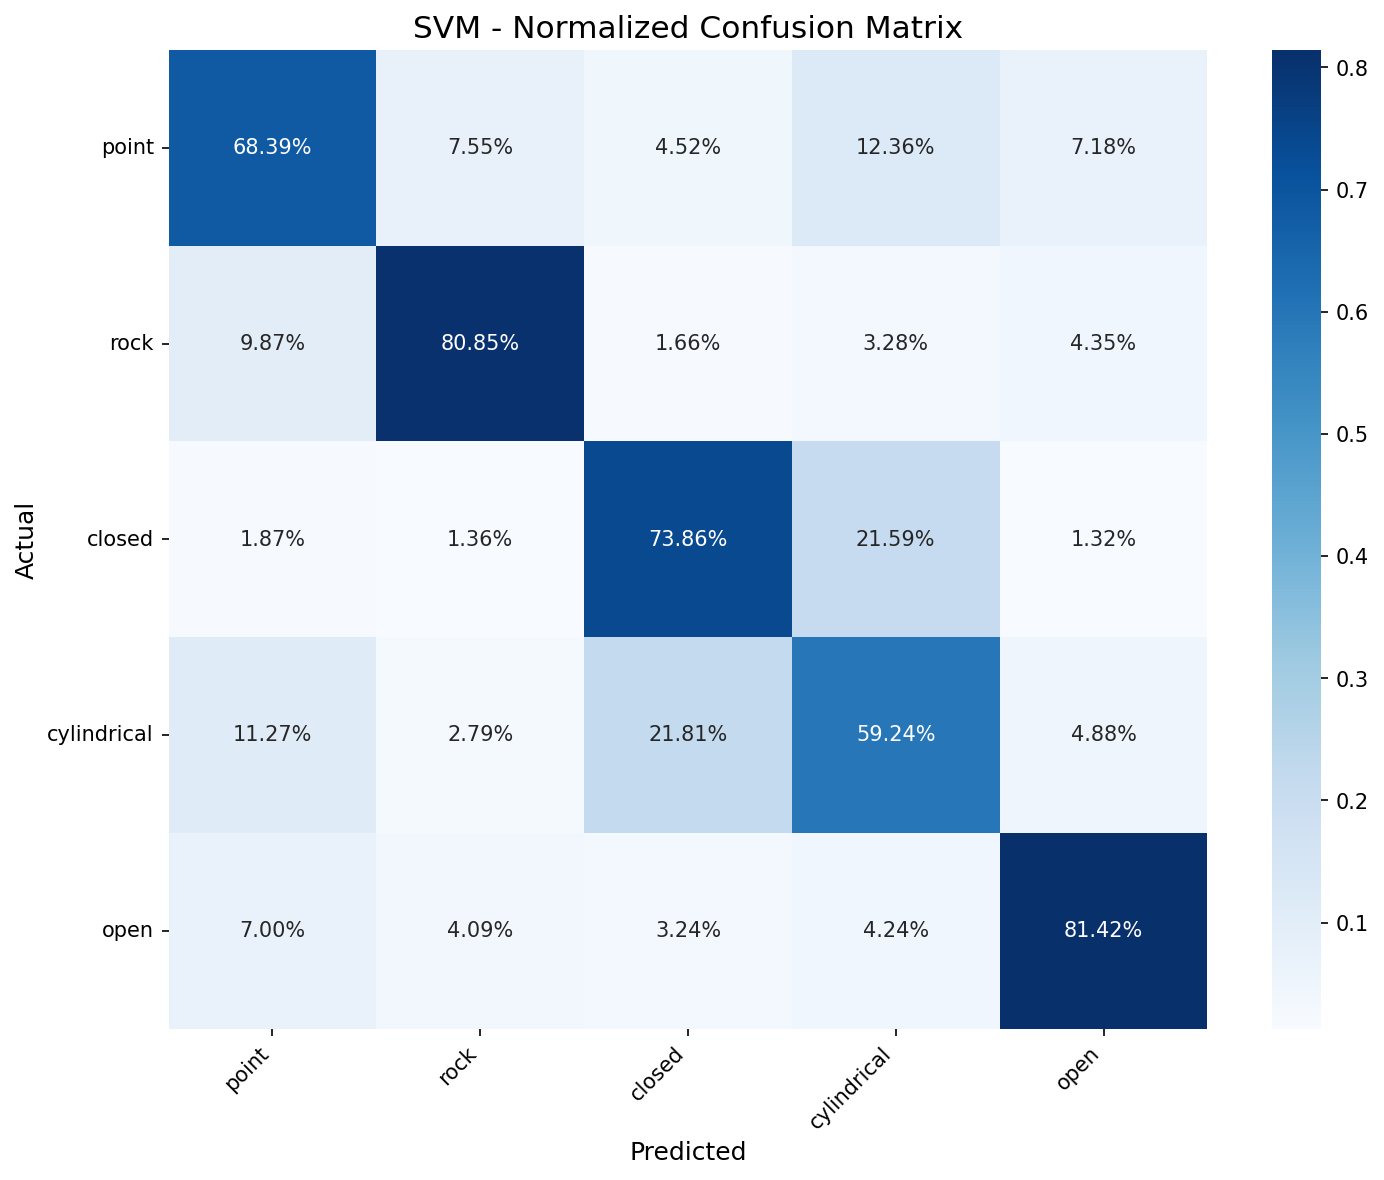 SVM - Normalized Confusion Matrix
point 68.39% 7.55% 4.52% 12.36% 7.18%
rock 9.87% 80.85% 1.66% 3.28% 4.35%
closed 1.87% 1.36% 73.86% 21.59% 1.32%
cylindrical 11.27% 2.79% 21.81% 59.24% 4.88%
open 7.00% 4.09% 3.24% 4.24% 81.42%
Actual
point rock closed cylindrical open
Predicted
0.8
0.7
0.6
0.5
0.4
0.3
0.2
0.1